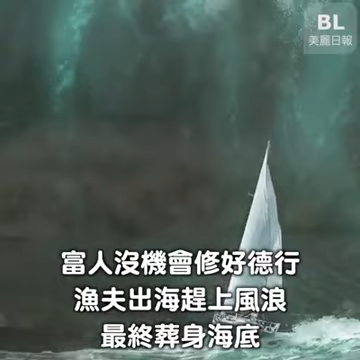 BL
美麗日報
富人沒機會修好德行
漁夫出海趕上風浪
最終葬身海底